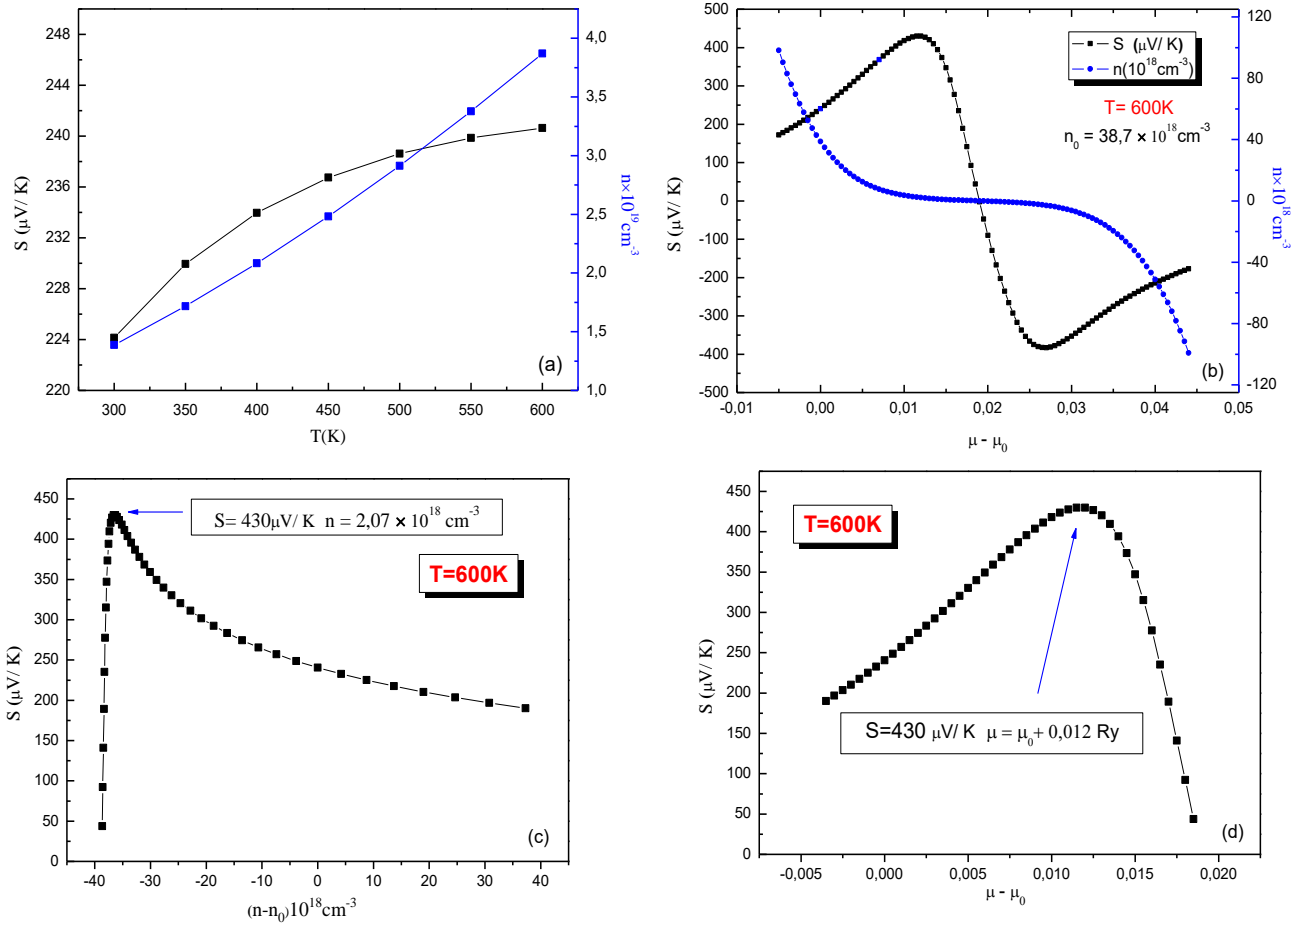 248
244
240
236
232
228
224
220
S (μV/ K)
4,0
3,5
3,0
2,5
2,0
1,5
1,0
n×10¹⁹cm⁻³
(a)
300 350 400 450 500 550 600
T(K)
500
400
300
200
100
0
-100
-200
-300
-400
-500
S (μV/ K)
120
80
40
0
-40
-80
-120
n×10¹⁸cm⁻³
S (μV/ K)
n(10¹⁸cm⁻³)
T= 600K
n₀ = 38,7 × 10¹⁸cm⁻³
(b)
-0,01 0,00 0,01 0,02 0,03 0,04 0,05
μ - μ₀
450
400
350
300
250
200
150
100
50
0
S (μV/ K)
S= 430μV/ K n = 2,07 × 10¹⁸ cm⁻³
T=600K
(c)
-40 -30 -20 -10 0 10 20 30 40
(n-n₀)10¹⁸cm⁻³
450
400
350
300
250
200
150
100
50
0
S (μV/ K)
T=600K
S=430 μV/ K μ = μ₀+ 0,012 Ry
(d)
-0,005 0,000 0,005 0,010 0,015 0,020
μ - μ₀